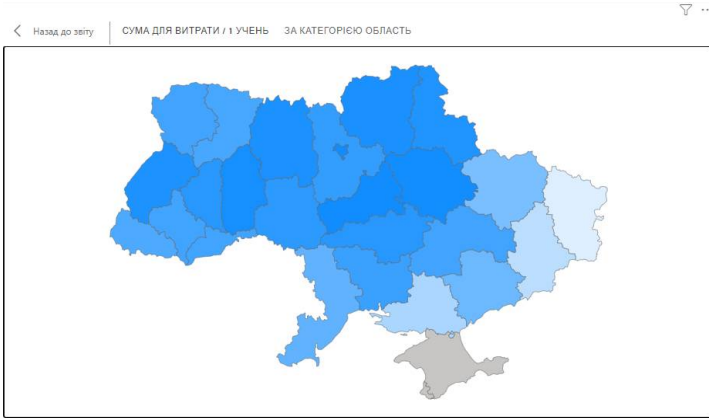 Назад до звіту
СУМА ДЛЯ ВИТРАТИ / 1 УЧЕНЬ ЗА КАТЕГОРІЄЮ ОБЛАСТЬ